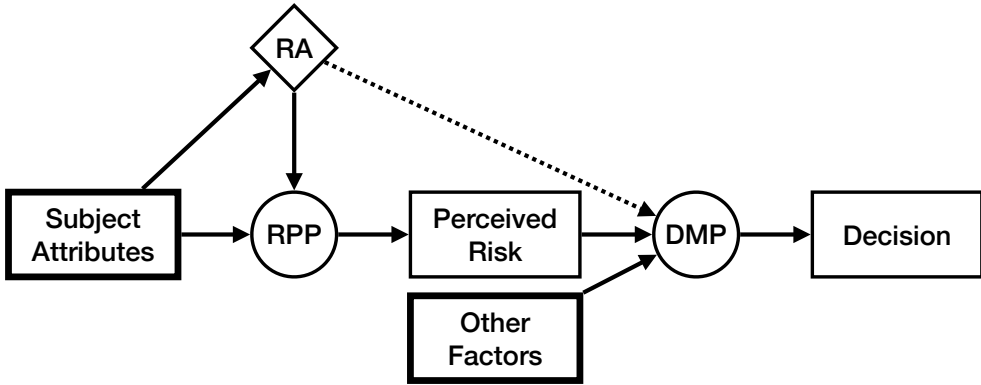 RA
Subject
Attributes
RPP
Perceived
Risk
DMP
Decision
Other
Factors